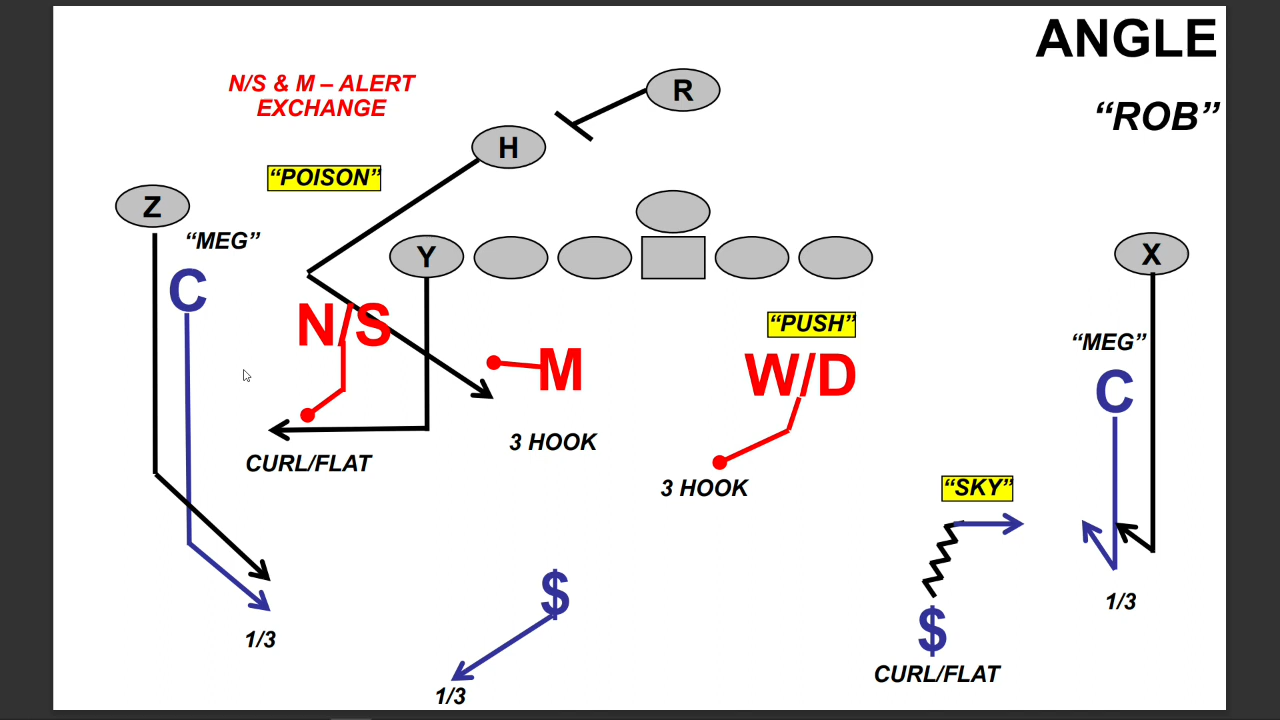 ANGLE
“ROB”
N/S & M – ALERT
EXCHANGE
R
H
“POISON”
Z
“MEG”
Y
X
C
N/S
“PUSH”
“MEG”
M
W/D
C
3 HOOK
CURL/FLAT
3 HOOK
“SKY”
$
1/3
$
1/3
CURL/FLAT
1/3